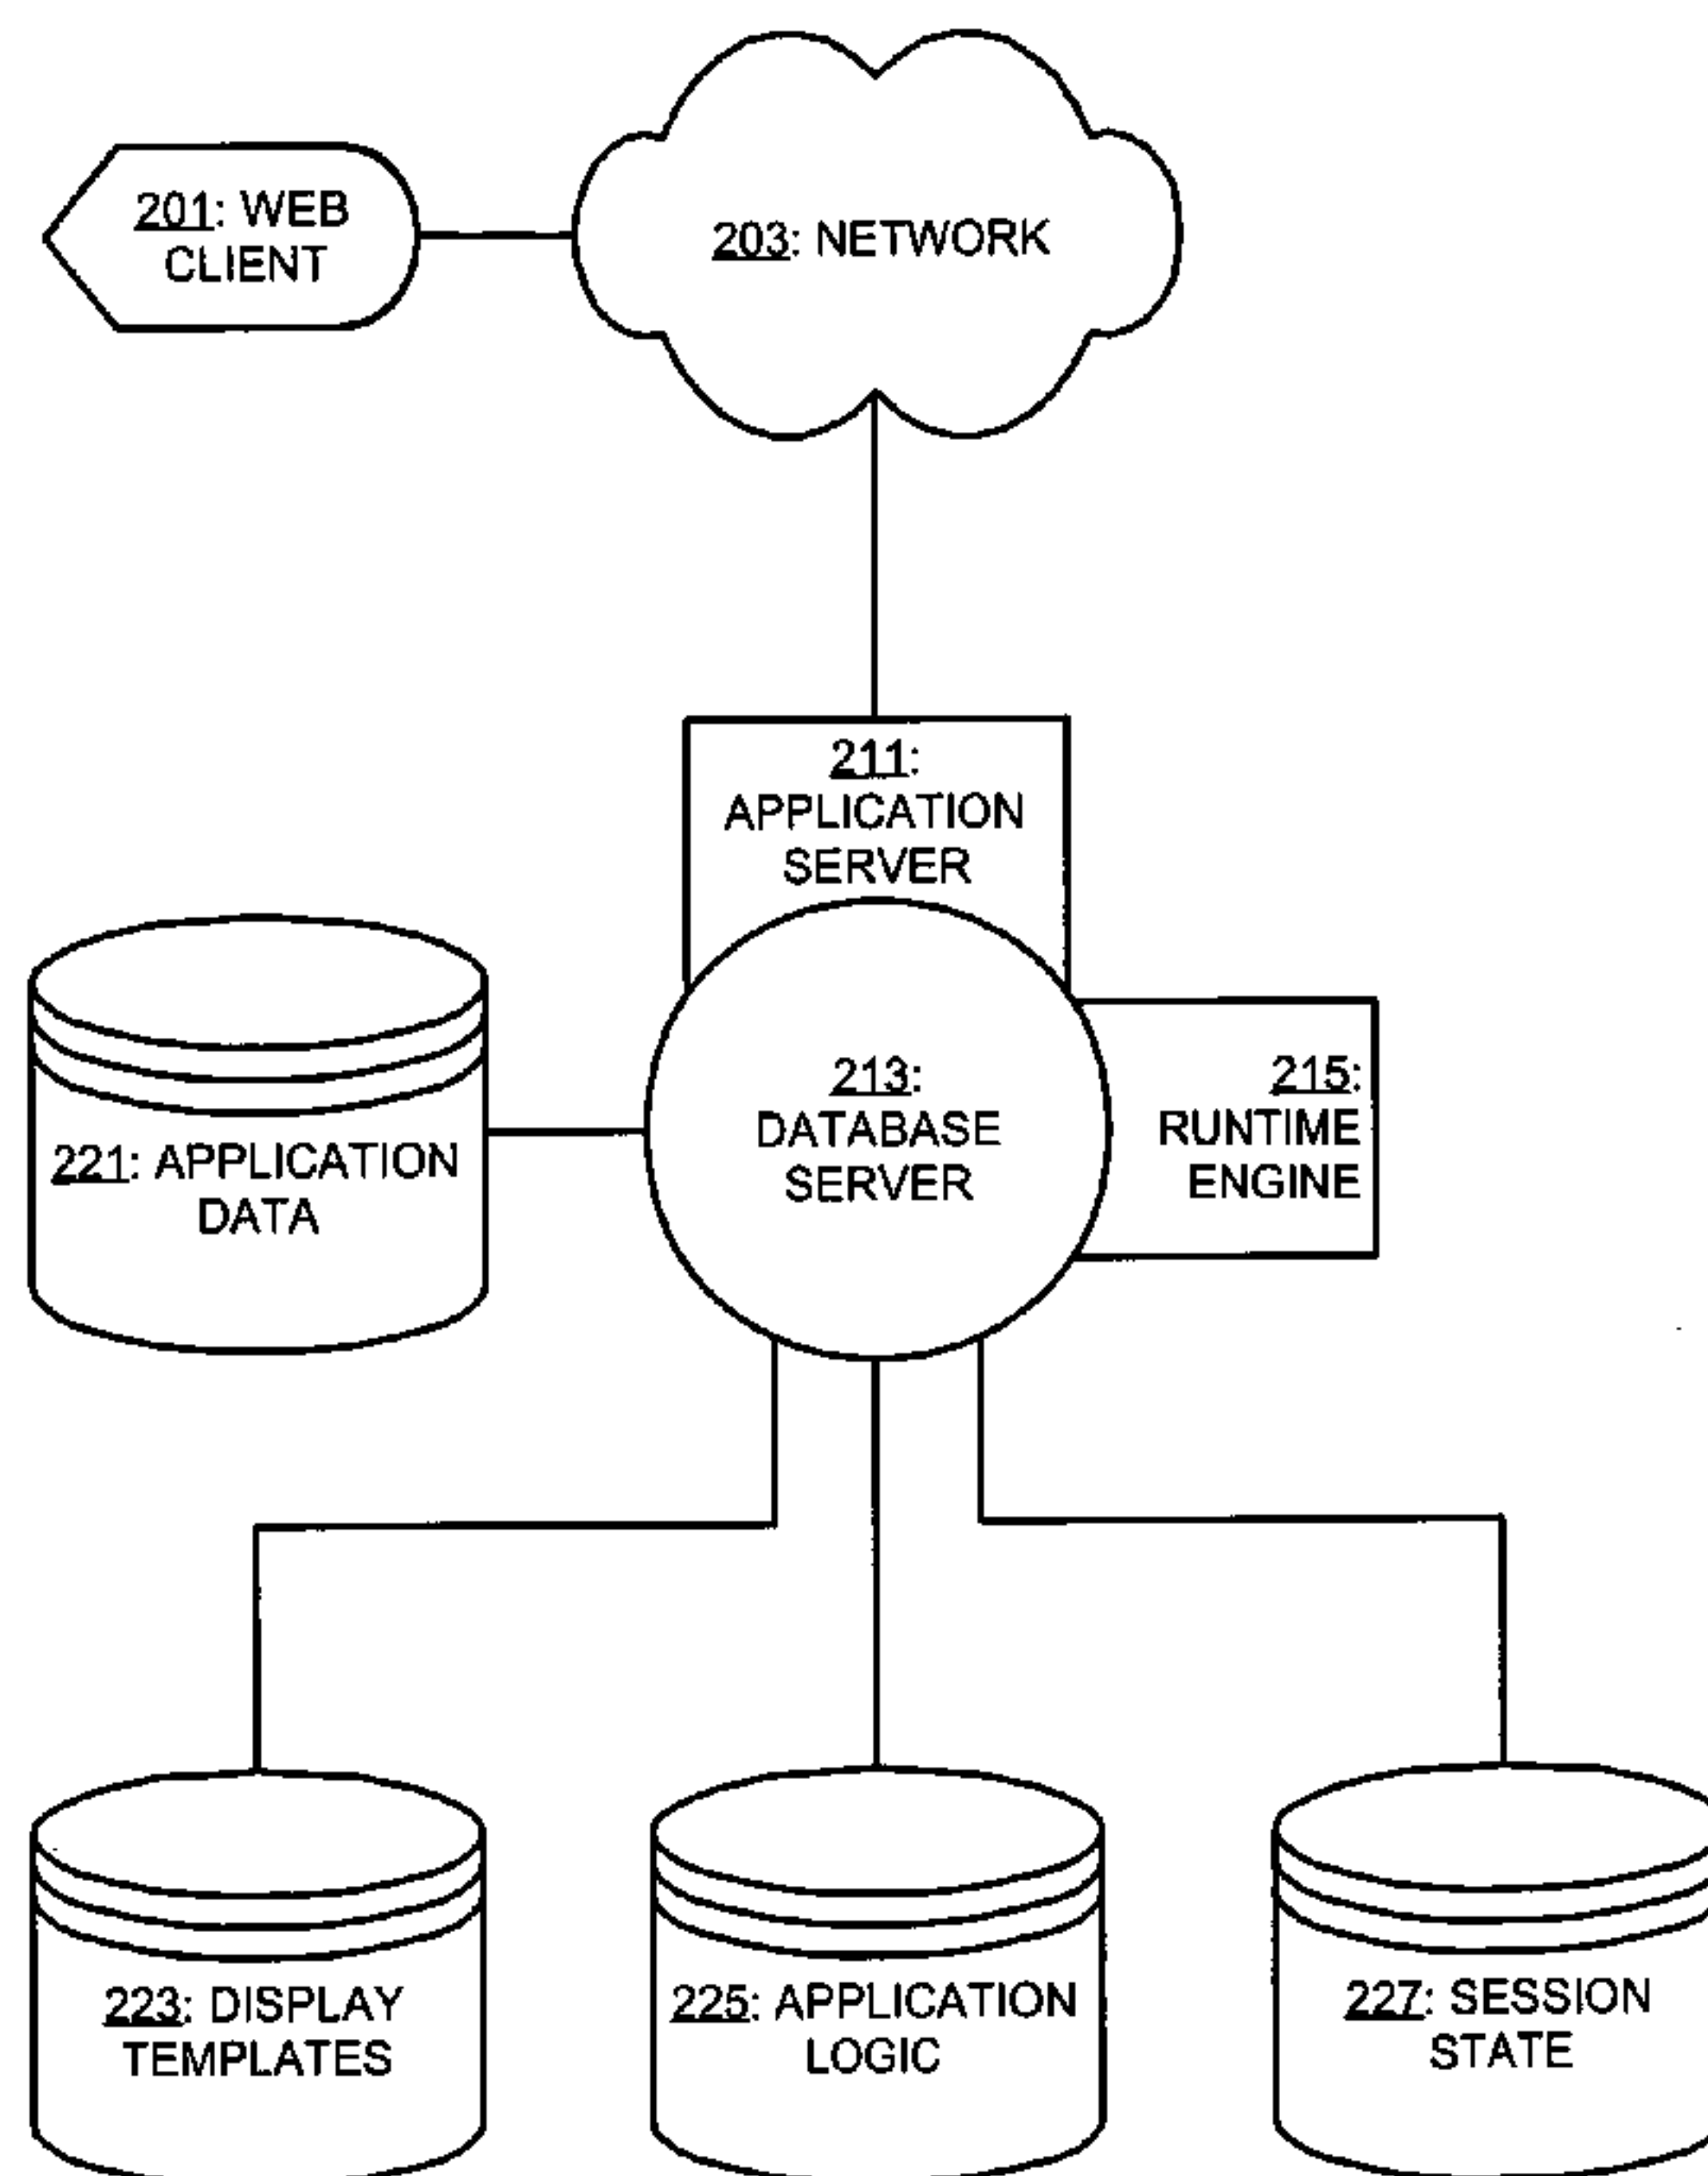 201: WEB
CLIENT
203: NETWORK
211:
APPLICATION
SERVER
213:
DATABASE
SERVER
215:
RUNTIME
ENGINE
221: APPLICATION
DATA
223: DISPLAY
TEMPLATES
225: APPLICATION
LOGIC
227: SESSION
STATE